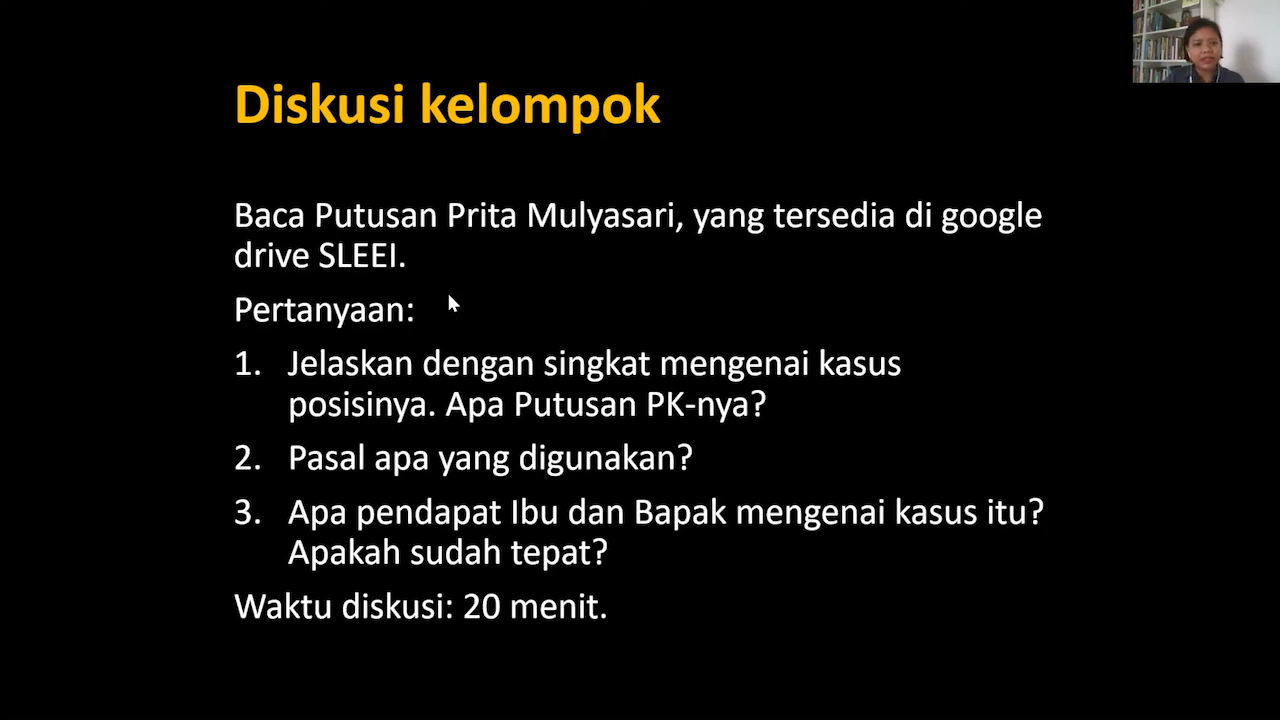 Diskusi kelompok
Baca Putusan Prita Mulyasari, yang tersedia di google
drive SLEEI.
Pertanyaan:
1. Jelaskan dengan singkat mengenai kasus
posisinya. Apa Putusan PK-nya?
2. Pasal apa yang digunakan?
3. Apa pendapat Ibu dan Bapak mengenai kasus itu?
Apakah sudah tepat?
Waktu diskusi: 20 menit.